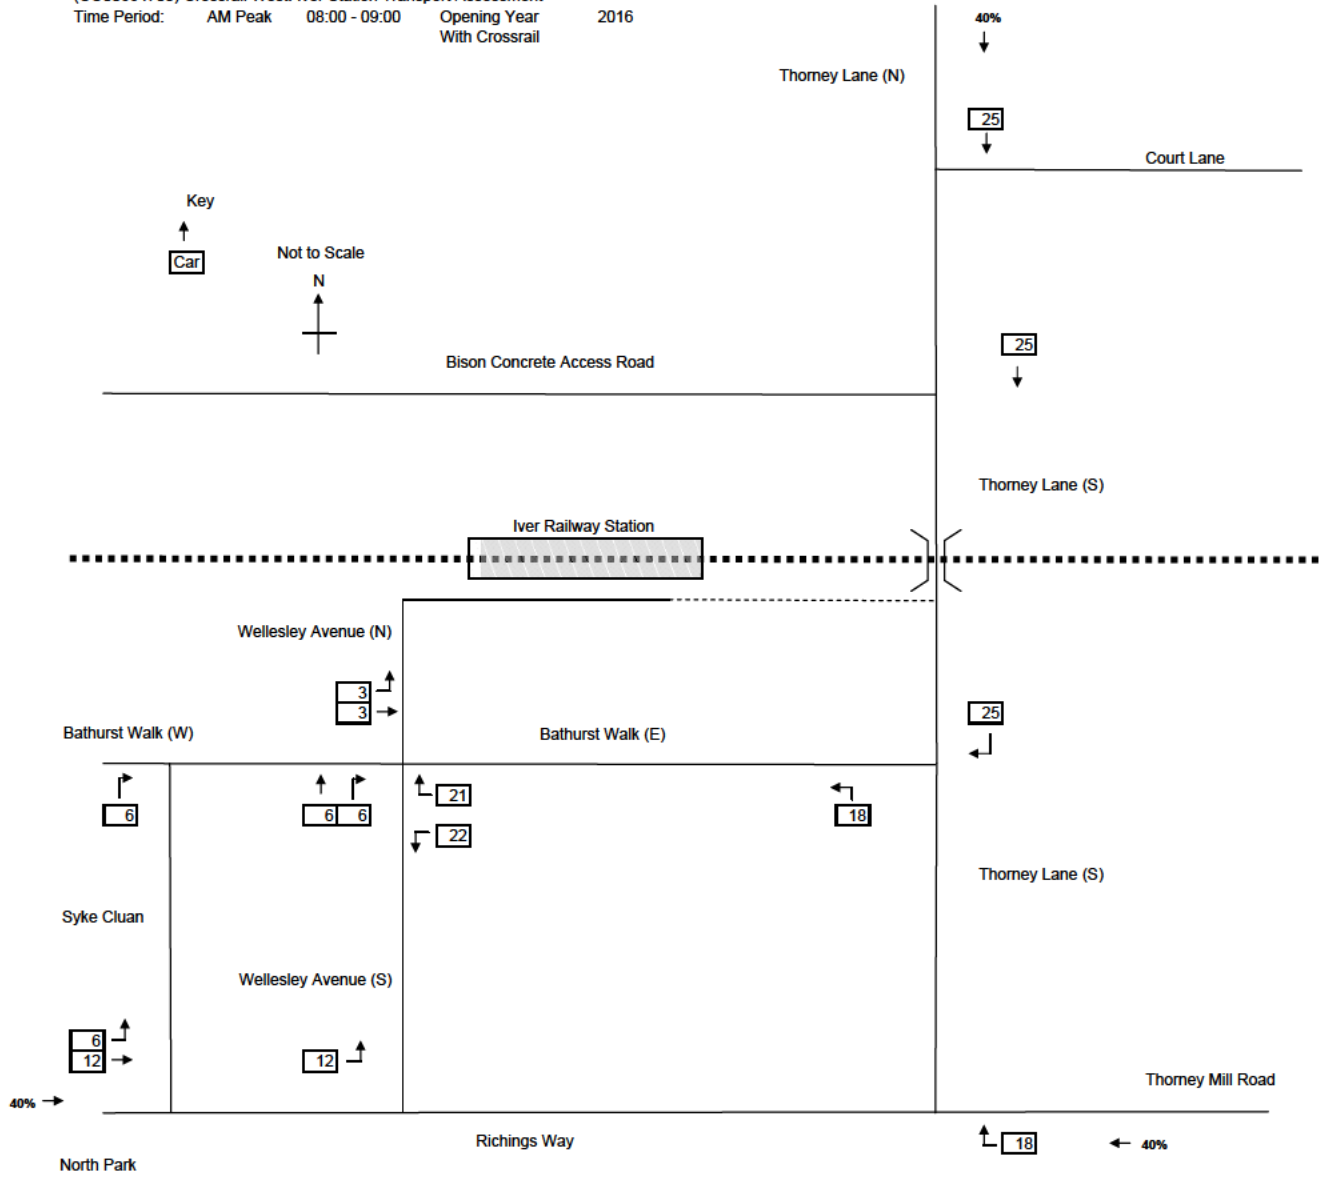 Time Period: AM Peak 08:00 - 09:00 Opening Year 2016
With Crossrail
40%
Thorney Lane (N)
25
Court Lane
Key
Car
Not to Scale
N
25
Bison Concrete Access Road
Thorney Lane (S)
Iver Railway Station
Wellesley Avenue (N)
3
3
25
Bathurst Walk (W)
Bathurst Walk (E)
6
6 6
21
18
22
Thorney Lane (S)
Syke Cluan
Wellesley Avenue (S)
6
12
12
Thorney Mill Road
40%
Richings Way
18
40%
North Park